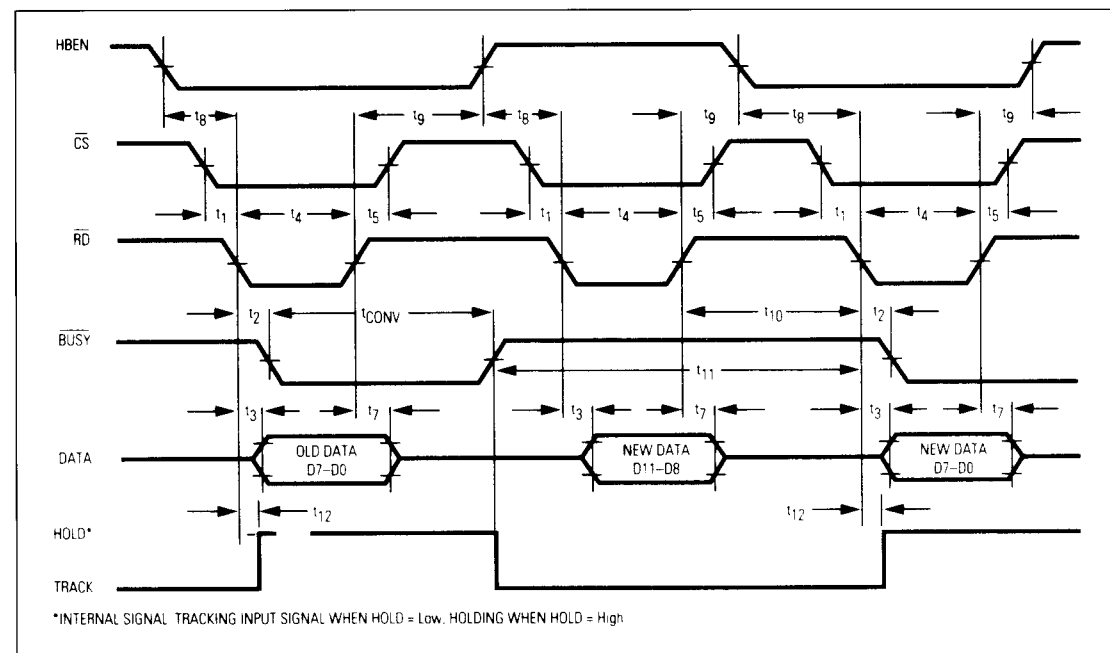 HBEN
t8 t9 t8 t9 t8 t9
CS
t1 t4 t5 t1 t4 t5 t1 t4 t5
RD
t2 tCONV t10 t2
BUSY
t11
t3 t7 t3 t7 t3 t7
DATA
OLD DATA
D7–D0
NEW DATA
D11–D8
NEW DATA
D7–D0
t12 t12
HOLD*
TRACK
*INTERNAL SIGNAL TRACKING INPUT SIGNAL WHEN HOLD = Low. HOLDING WHEN HOLD = High